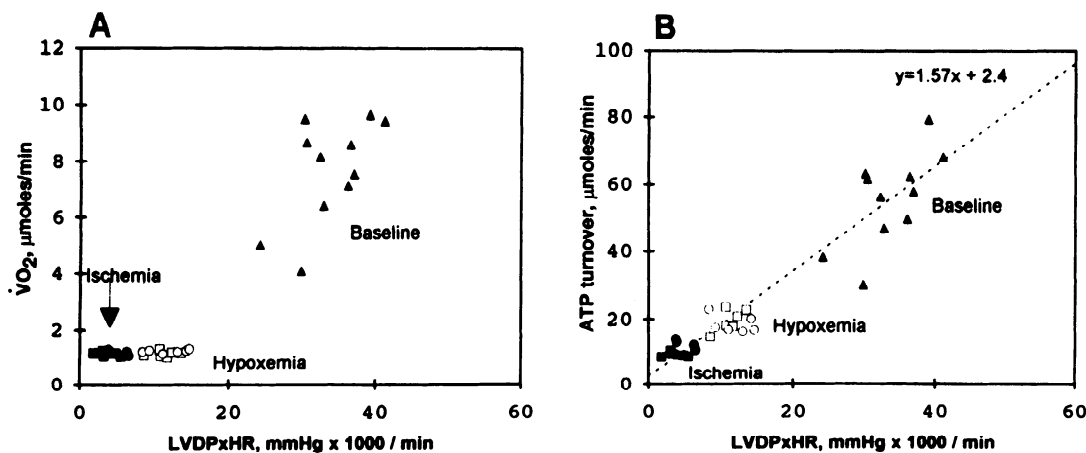 A
12
10
8
6
4
2
0
V̇O2, µmoles/min
Ischemia
Baseline
Hypoxemia
0 20 40 60
LVDPxHR, mmHg x 1000 / min
B
100
80
60
40
20
0
ATP turnover, µmoles/min
y=1.57x + 2.4
Baseline
Hypoxemia
Ischemia
0 20 40 60
LVDPxHR, mmHg x 1000 / min